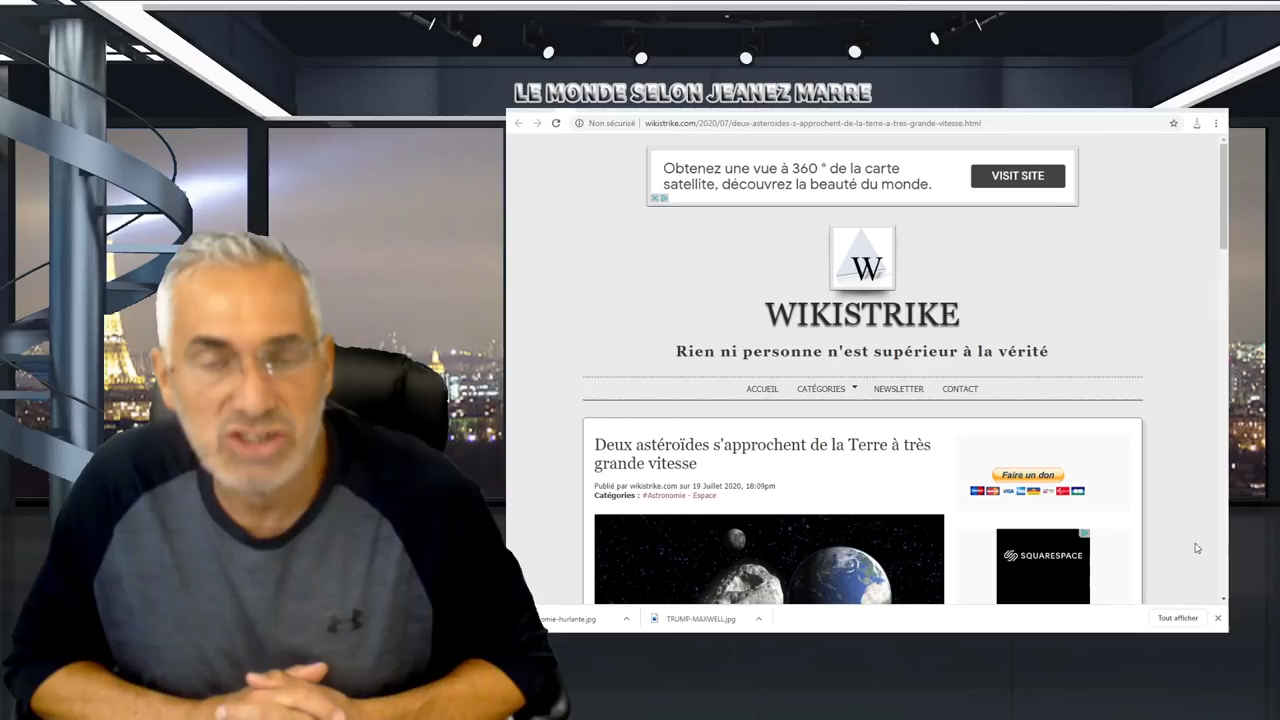 LE MONDE SELON JEANEZ MARRE
Non sécurisé | wikistrike.com/2020/07/deux-asteroides-s-approchent-de-la-terre-a-tres-grande-vitesse.html
Obtenez une vue à 360 ° de la carte
satellite, découvrez la beauté du monde.
VISIT SITE
W
WIKISTRIKE
Rien ni personne n'est supérieur à la vérité
ACCUEIL CATÉGORIES NEWSLETTER CONTACT
Deux astéroïdes s'approchent de la Terre à très
grande vitesse
Publié par wikistrike.com sur 19 Juillet 2020, 18:09pm
Catégories : #Astronomie - Espace
Faire un don
VISA
SQUARESPACE
omie-hurlante.jpg
TRUMP-MAXWELL.jpg
Tout afficher